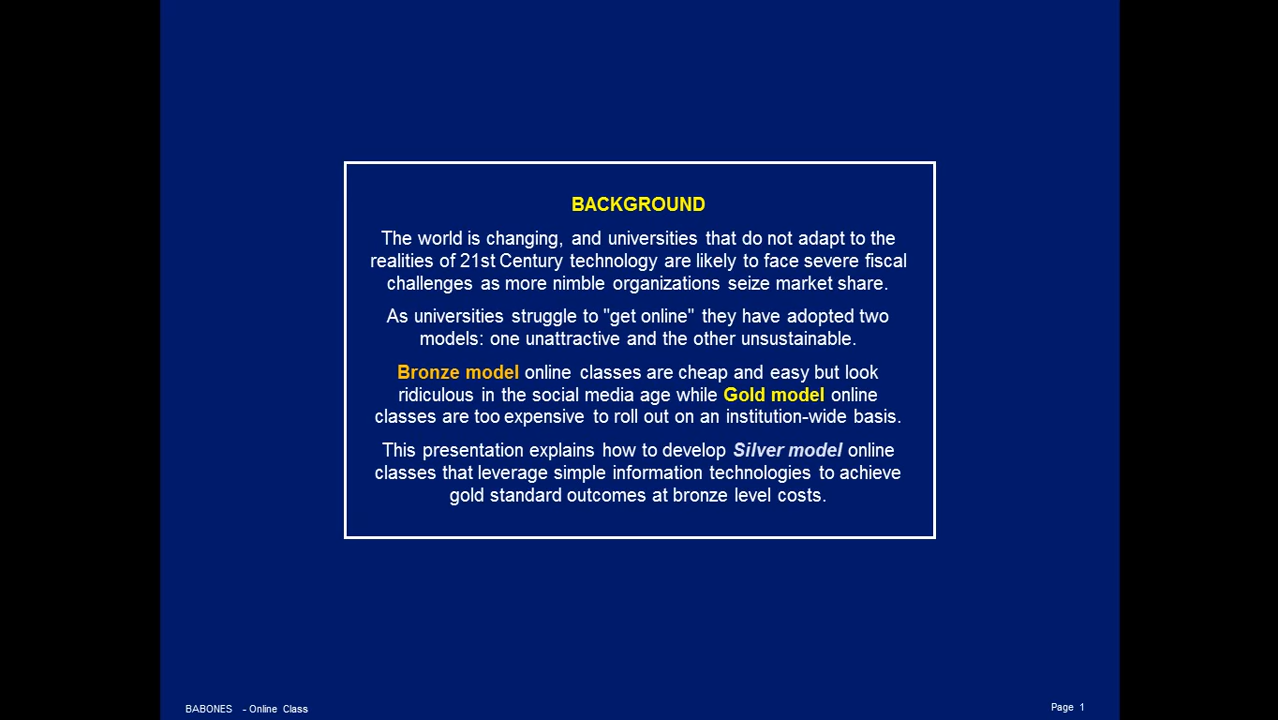 BACKGROUND
The world is changing, and universities that do not adapt to the
realities of 21st Century technology are likely to face severe fiscal
challenges as more nimble organizations seize market share.
As universities struggle to "get online" they have adopted two
models: one unattractive and the other unsustainable.
Bronze model online classes are cheap and easy but look
ridiculous in the social media age while Gold model online
classes are too expensive to roll out on an institution-wide basis.
This presentation explains how to develop Silver model online
classes that leverage simple information technologies to achieve
gold standard outcomes at bronze level costs.
BABONES - Online Class
Page 1